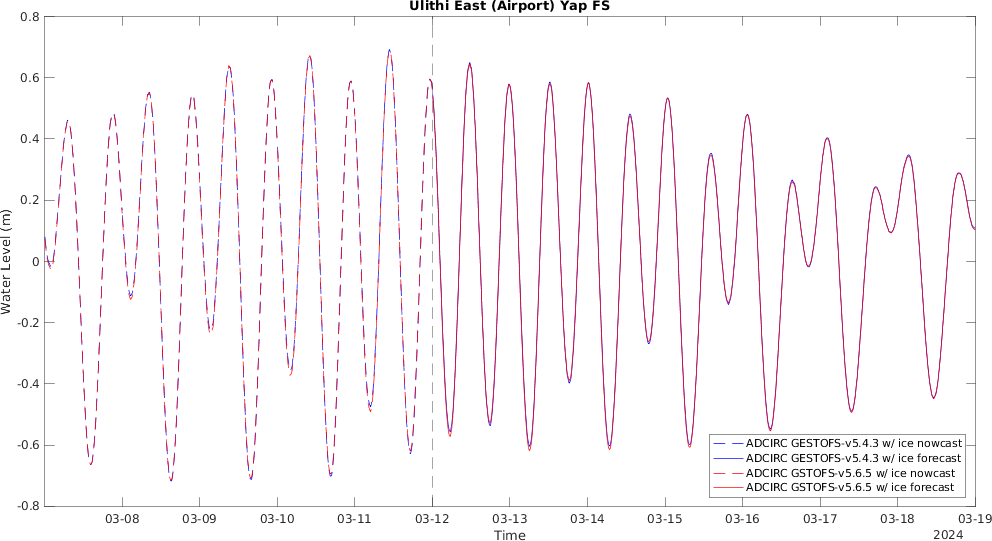 Ulithi East (Airport) Yap FS
Water Level (m)
0.8
0.6
0.4
0.2
0
-0.2
-0.4
-0.6
-0.8
ADCIRC GESTOFS-v5.4.3 w/ ice nowcast
ADCIRC GESTOFS-v5.4.3 w/ ice forecast
ADCIRC GSTOFS-v5.6.5 w/ ice nowcast
ADCIRC GSTOFS-v5.6.5 w/ ice forecast
03-08 03-09 03-10 03-11 03-12 03-13 03-14 03-15 03-16 03-17 03-18 03-19
Time
2024